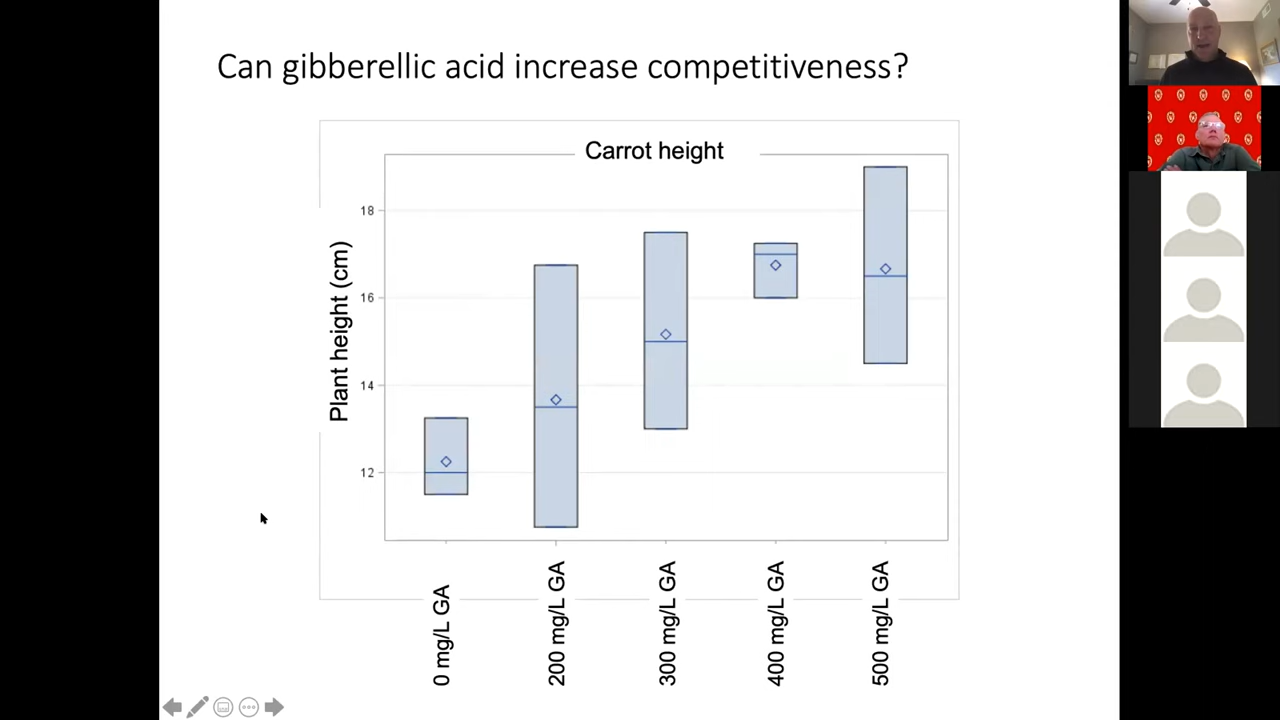 Can gibberellic acid increase competitiveness?
Carrot height
Plant height (cm)
18
16
14
12
0 mg/L GA
200 mg/L GA
300 mg/L GA
400 mg/L GA
500 mg/L GA